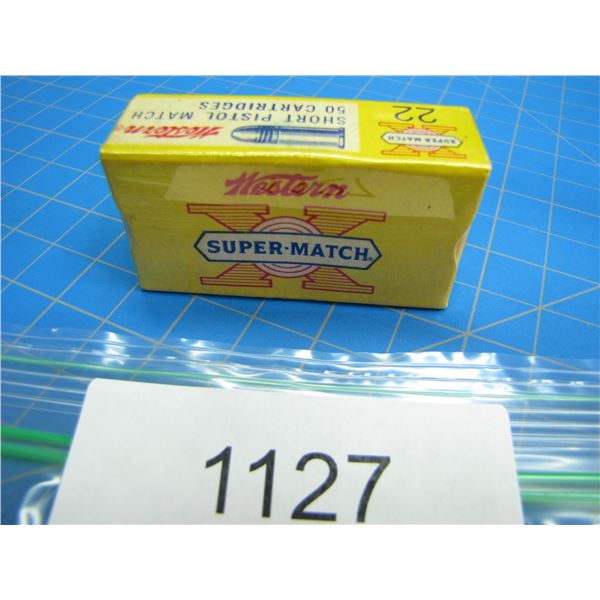 22
SUPER-MATCH
SHORT PISTOL MATCH
50 CARTRIDGES
Western
Western
SUPER-MATCH
1127